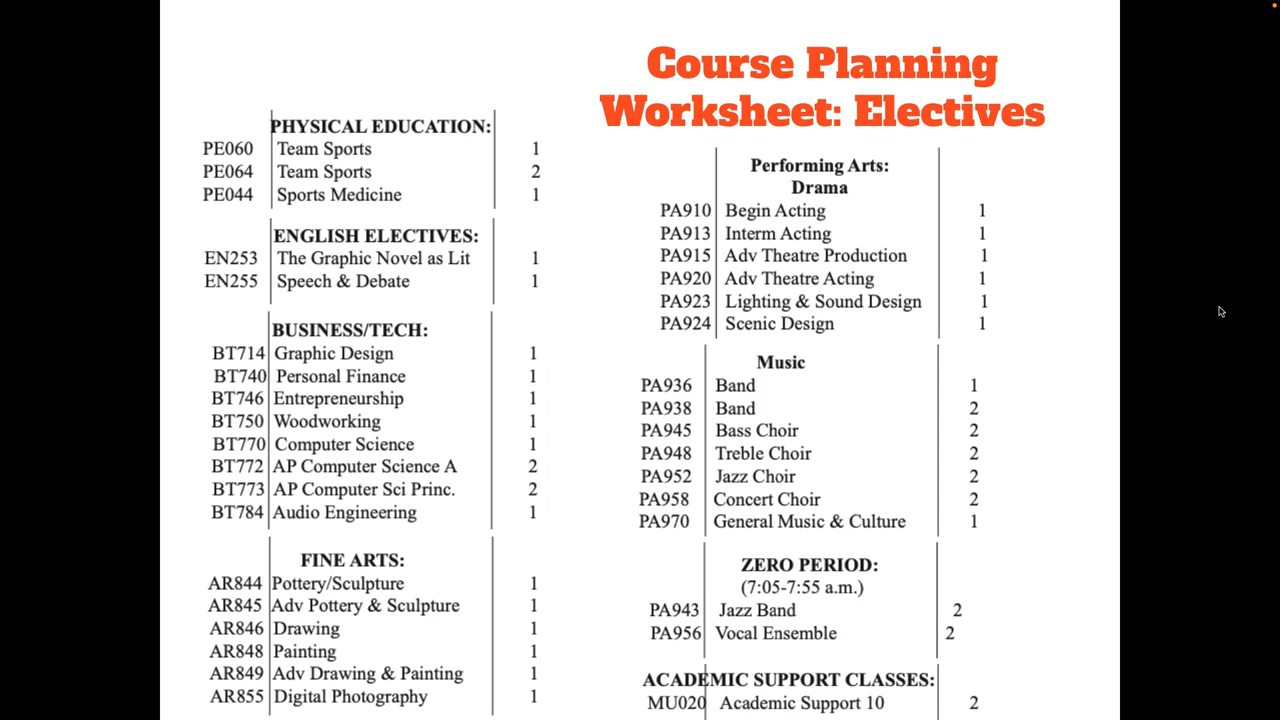 Course Planning
Worksheet: Electives
PHYSICAL EDUCATION:
PE060 Team Sports 1
PE064 Team Sports 2
PE044 Sports Medicine 1
ENGLISH ELECTIVES:
EN253 The Graphic Novel as Lit 1
EN255 Speech & Debate 1
BUSINESS/TECH:
BT714 Graphic Design 1
BT740 Personal Finance 1
BT746 Entrepreneurship 1
BT750 Woodworking 1
BT770 Computer Science 1
BT772 AP Computer Science A 2
BT773 AP Computer Sci Princ. 2
BT784 Audio Engineering 1
FINE ARTS:
AR844 Pottery/Sculpture 1
AR845 Adv Pottery & Sculpture 1
AR846 Drawing 1
AR848 Painting 1
AR849 Adv Drawing & Painting 1
AR855 Digital Photography 1
Performing Arts:
Drama
PA910 Begin Acting 1
PA913 Interm Acting 1
PA915 Adv Theatre Production 1
PA920 Adv Theatre Acting 1
PA923 Lighting & Sound Design 1
PA924 Scenic Design 1
Music
PA936 Band 1
PA938 Band 2
PA945 Bass Choir 2
PA948 Treble Choir 2
PA952 Jazz Choir 2
PA958 Concert Choir 2
PA970 General Music & Culture 1
ZERO PERIOD:
(7:05-7:55 a.m.)
PA943 Jazz Band 2
PA956 Vocal Ensemble 2
ACADEMIC SUPPORT CLASSES:
MU020 Academic Support 10 2